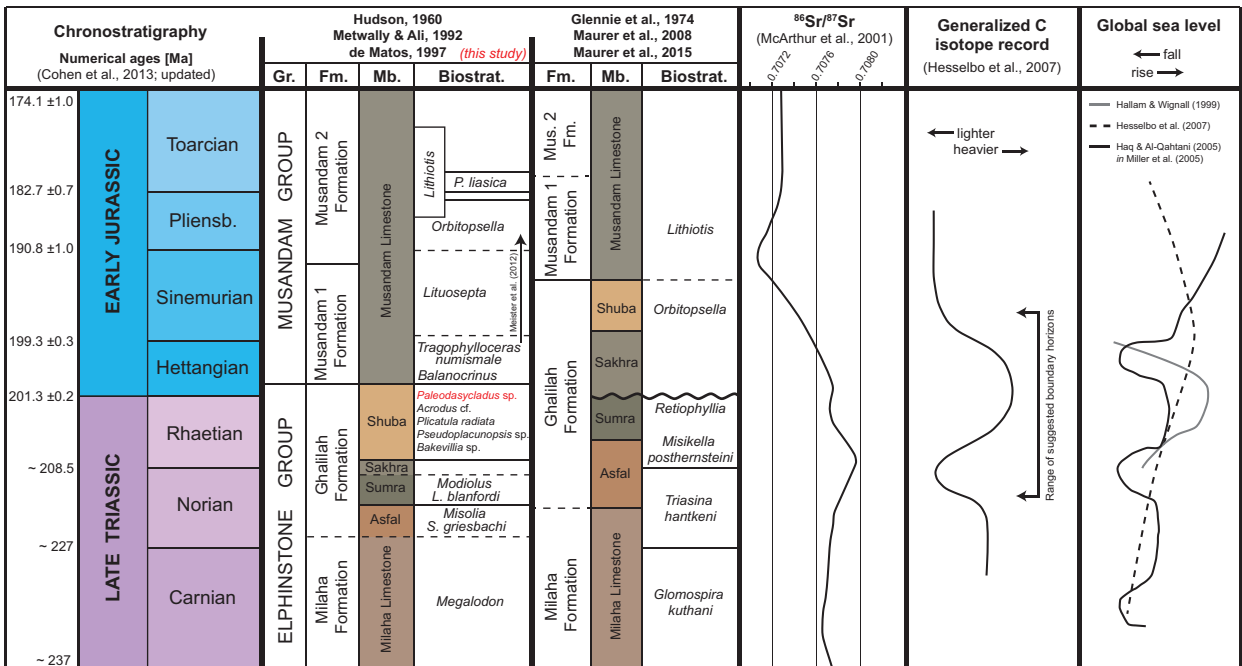 Chronostratigraphy
Numerical ages [Ma]
(Cohen et al., 2013; updated)
Hudson, 1960
Metwally & Ali, 1992
de Matos, 1997 (this study)
Gr. Fm. Mb. Biostrat.
Glennie et al., 1974
Maurer et al., 2008
Maurer et al., 2015
Fm. Mb. Biostrat.
86Sr/87Sr
(McArthur et al., 2001)
0.7072
0.7076
0.7080
Generalized C
isotope record
(Hesselbo et al., 2007)
Global sea level
fall
rise
174.1 ±1.0
182.7 ±0.7
190.8 ±1.0
199.3 ±0.3
201.3 ±0.2
~ 208.5
~ 227
~ 237
EARLY JURASSIC
LATE TRIASSIC
Toarcian
Pliensb.
Sinemurian
Hettangian
Rhaetian
Norian
Carnian
MUSANDAM GROUP
ELPHINSTONE GROUP
Musandam 2
Formation
Musandam 1
Formation
Ghalilah
Formation
Milaha
Formation
Musandam Limestone
Shuba
Sakhra
Sumra
Asfal
Milaha Limestone
Lithiotis
P. liasica
Orbitopsella
Meister et al. (2012)
Lituosepta
Tragophylloceras
numismale
Balanocrinus
Paleodasycladus sp.
Acrodus cf.
Plicatula radiata
Pseudoplacunopsis sp.
Bakevillia sp.
Modiolus
L. blanfordi
Misolia
S. griesbachi
Megalodon
Mus. 2
Fm.
Musandam 1
Formation
Ghalilah
Formation
Milaha
Formation
Musandam Limestone
Shuba
Sakhra
Sumra
Asfal
Milaha Limestone
Lithiotis
Orbitopsella
Retiophyllia
Misikella
posthernsteini
Triasina
hantkeni
Glomospira
kuthani
lighter
heavier
Range of suggested boundary horizons
Hallam & Wignall (1999)
Hesselbo et al. (2007)
Haq & Al-Qahtani (2005)
in Miller et al. (2005)